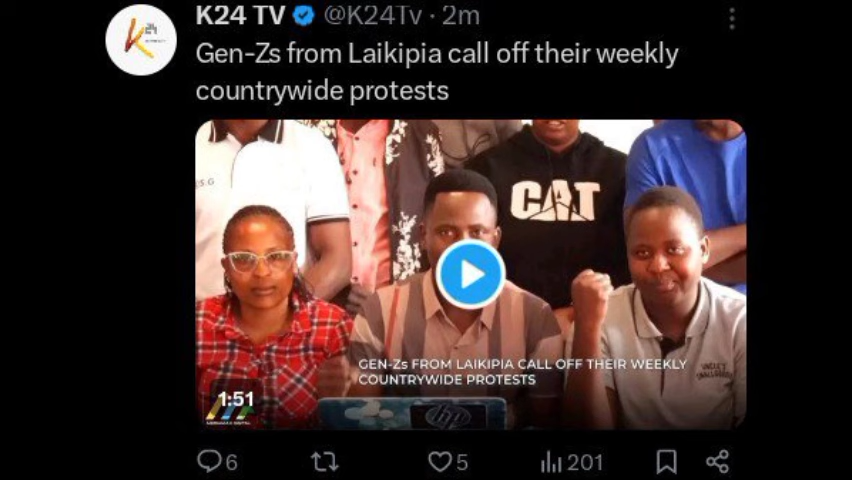 K24 TV @K24Tv · 2m
Gen-Zs from Laikipia call off their weekly
countrywide protests
CAT
GEN-Zs FROM LAIKIPIA CALL OFF THEIR WEEKLY
COUNTRYWIDE PROTESTS
1:51
hp
6 5 201